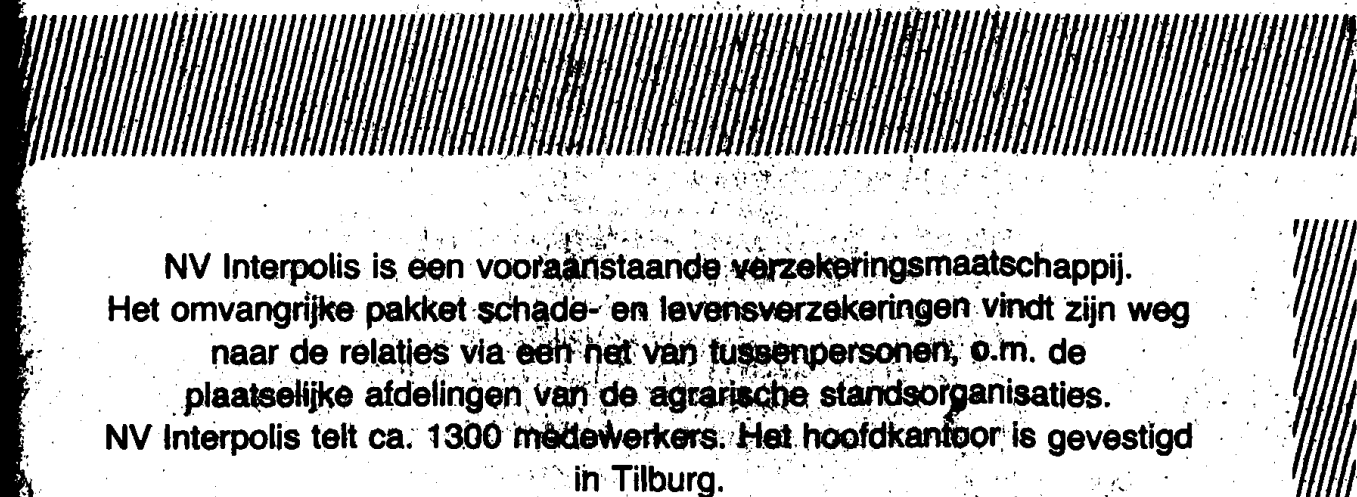 NV Interpolis is een vooraanstaande verzekeringsmaatschappij.
Het omvangrijke pakket schade- en levensverzekeringen vindt zijn weg
naar de relaties via een net van tussenpersonen, o.m. de
plaatselijke afdelingen van de agrarische standsorganisaties.
NV Interpolis telt ca. 1300 medewerkers. Het hoofdkantoor is gevestigd
in Tilburg.